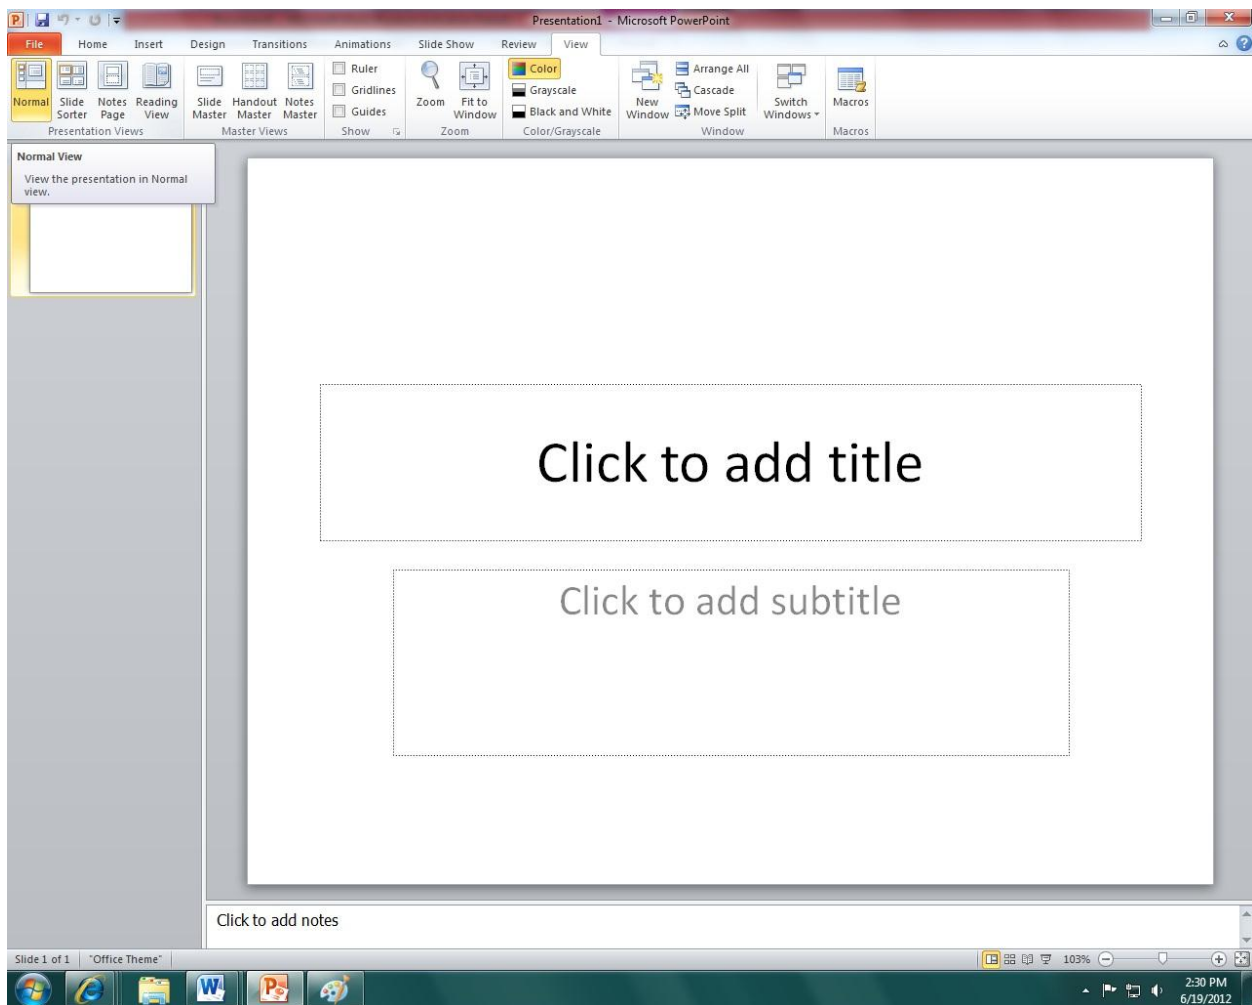 Presentation1 - Microsoft PowerPoint
File Home Insert Design Transitions Animations Slide Show Review View
Normal
Slide Sorter
Notes Page
Reading View
Presentation Views
Slide Master
Handout Master
Notes Master
Master Views
Ruler
Gridlines
Guides
Show
Zoom
Fit to Window
Zoom
Color
Grayscale
Black and White
Color/Grayscale
New Window
Arrange All
Cascade
Move Split
Switch Windows
Window
Macros
Macros
Normal View
View the presentation in Normal
view.
Click to add title
Click to add subtitle
Click to add notes
Slide 1 of 1 "Office Theme" 103%
2:30 PM
6/19/2012